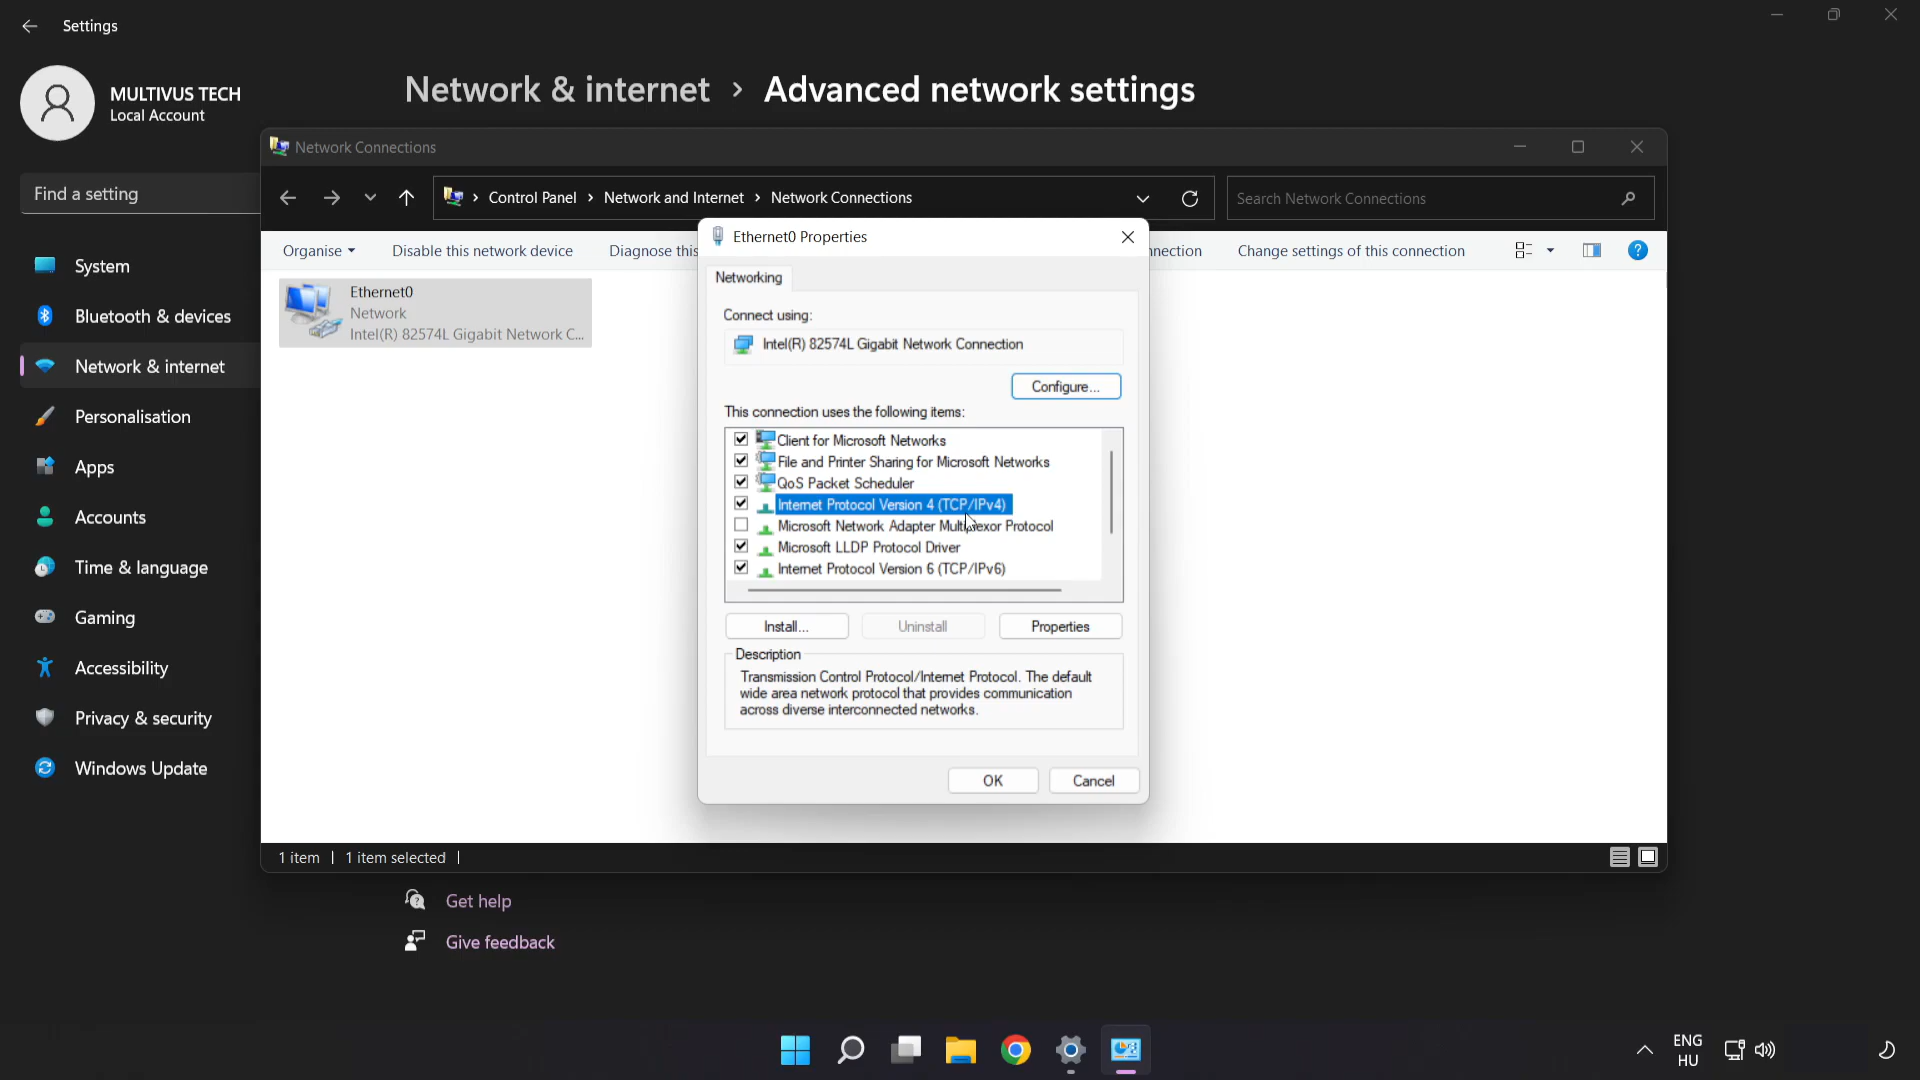 Settings
MULTIVUS TECH
Local Account
Network & internet › Advanced network settings
Find a setting
System
Bluetooth & devices
Network & internet
Personalisation
Apps
Accounts
Time & language
Gaming
Accessibility
Privacy & security
Windows Update
Network Connections
Control Panel › Network and Internet › Network Connections
Search Network Connections
Organise
Disable this network device
Diagnose this
nnection
Change settings of this connection
Ethernet0
Network
Intel(R) 82574L Gigabit Network C...
Ethernet0 Properties
Networking
Connect using:
Intel(R) 82574L Gigabit Network Connection
Configure...
This connection uses the following items:
Client for Microsoft Networks
File and Printer Sharing for Microsoft Networks
QoS Packet Scheduler
Internet Protocol Version 4 (TCP/IPv4)
Microsoft Network Adapter Multiplexor Protocol
Microsoft LLDP Protocol Driver
Internet Protocol Version 6 (TCP/IPv6)
Install...
Uninstall
Properties
Description
Transmission Control Protocol/Internet Protocol. The default
wide area network protocol that provides communication
across diverse interconnected networks.
OK
Cancel
1 item
1 item selected
Get help
Give feedback
ENG
HU